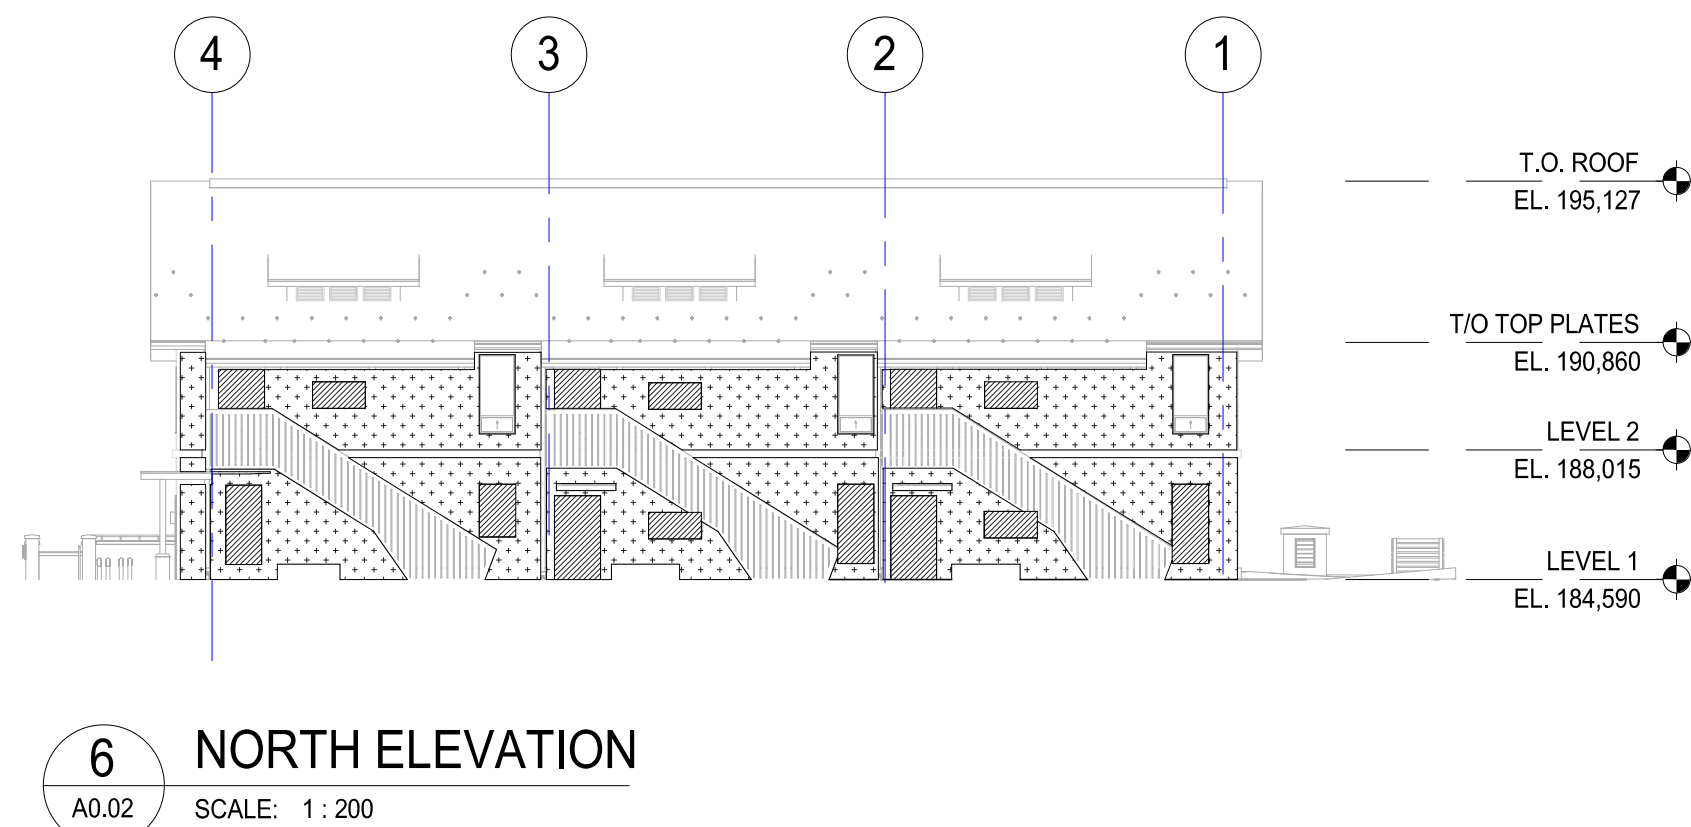 4 3 2 1
T.O. ROOF
EL. 195,127
T/O TOP PLATES
EL. 190,860
LEVEL 2
EL. 188,015
LEVEL 1
EL. 184,590
6 NORTH ELEVATION
A0.02 SCALE: 1 : 200